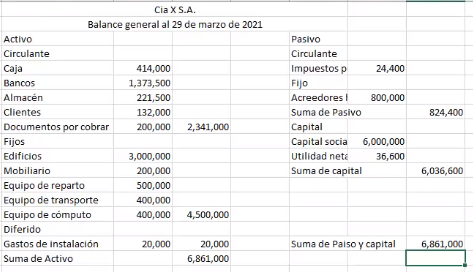 Cia X S.A.
Balance general al 29 de marzo de 2021
Activo Pasivo
Circulante Circulante
Caja 414,000 Impuestos p 24,400
Bancos 1,373,500 Fijo
Almacén 221,500 Acreedores 800,000
Clientes 132,000 Suma de Pasivo 824,400
Documentos por cobrar 200,000 2,341,000 Capital
Fijos Capital socia 6,000,000
Edificios 3,000,000 Utilidad neta 36,600
Mobiliario 200,000 Suma de capital 6,036,600
Equipo de reparto 500,000
Equipo de transporte 400,000
Equipo de cómputo 400,000 4,500,000
Diferido
Gastos de instalación 20,000 20,000 Suma de Paiso y capital 6,861,000
Suma de Activo 6,861,000